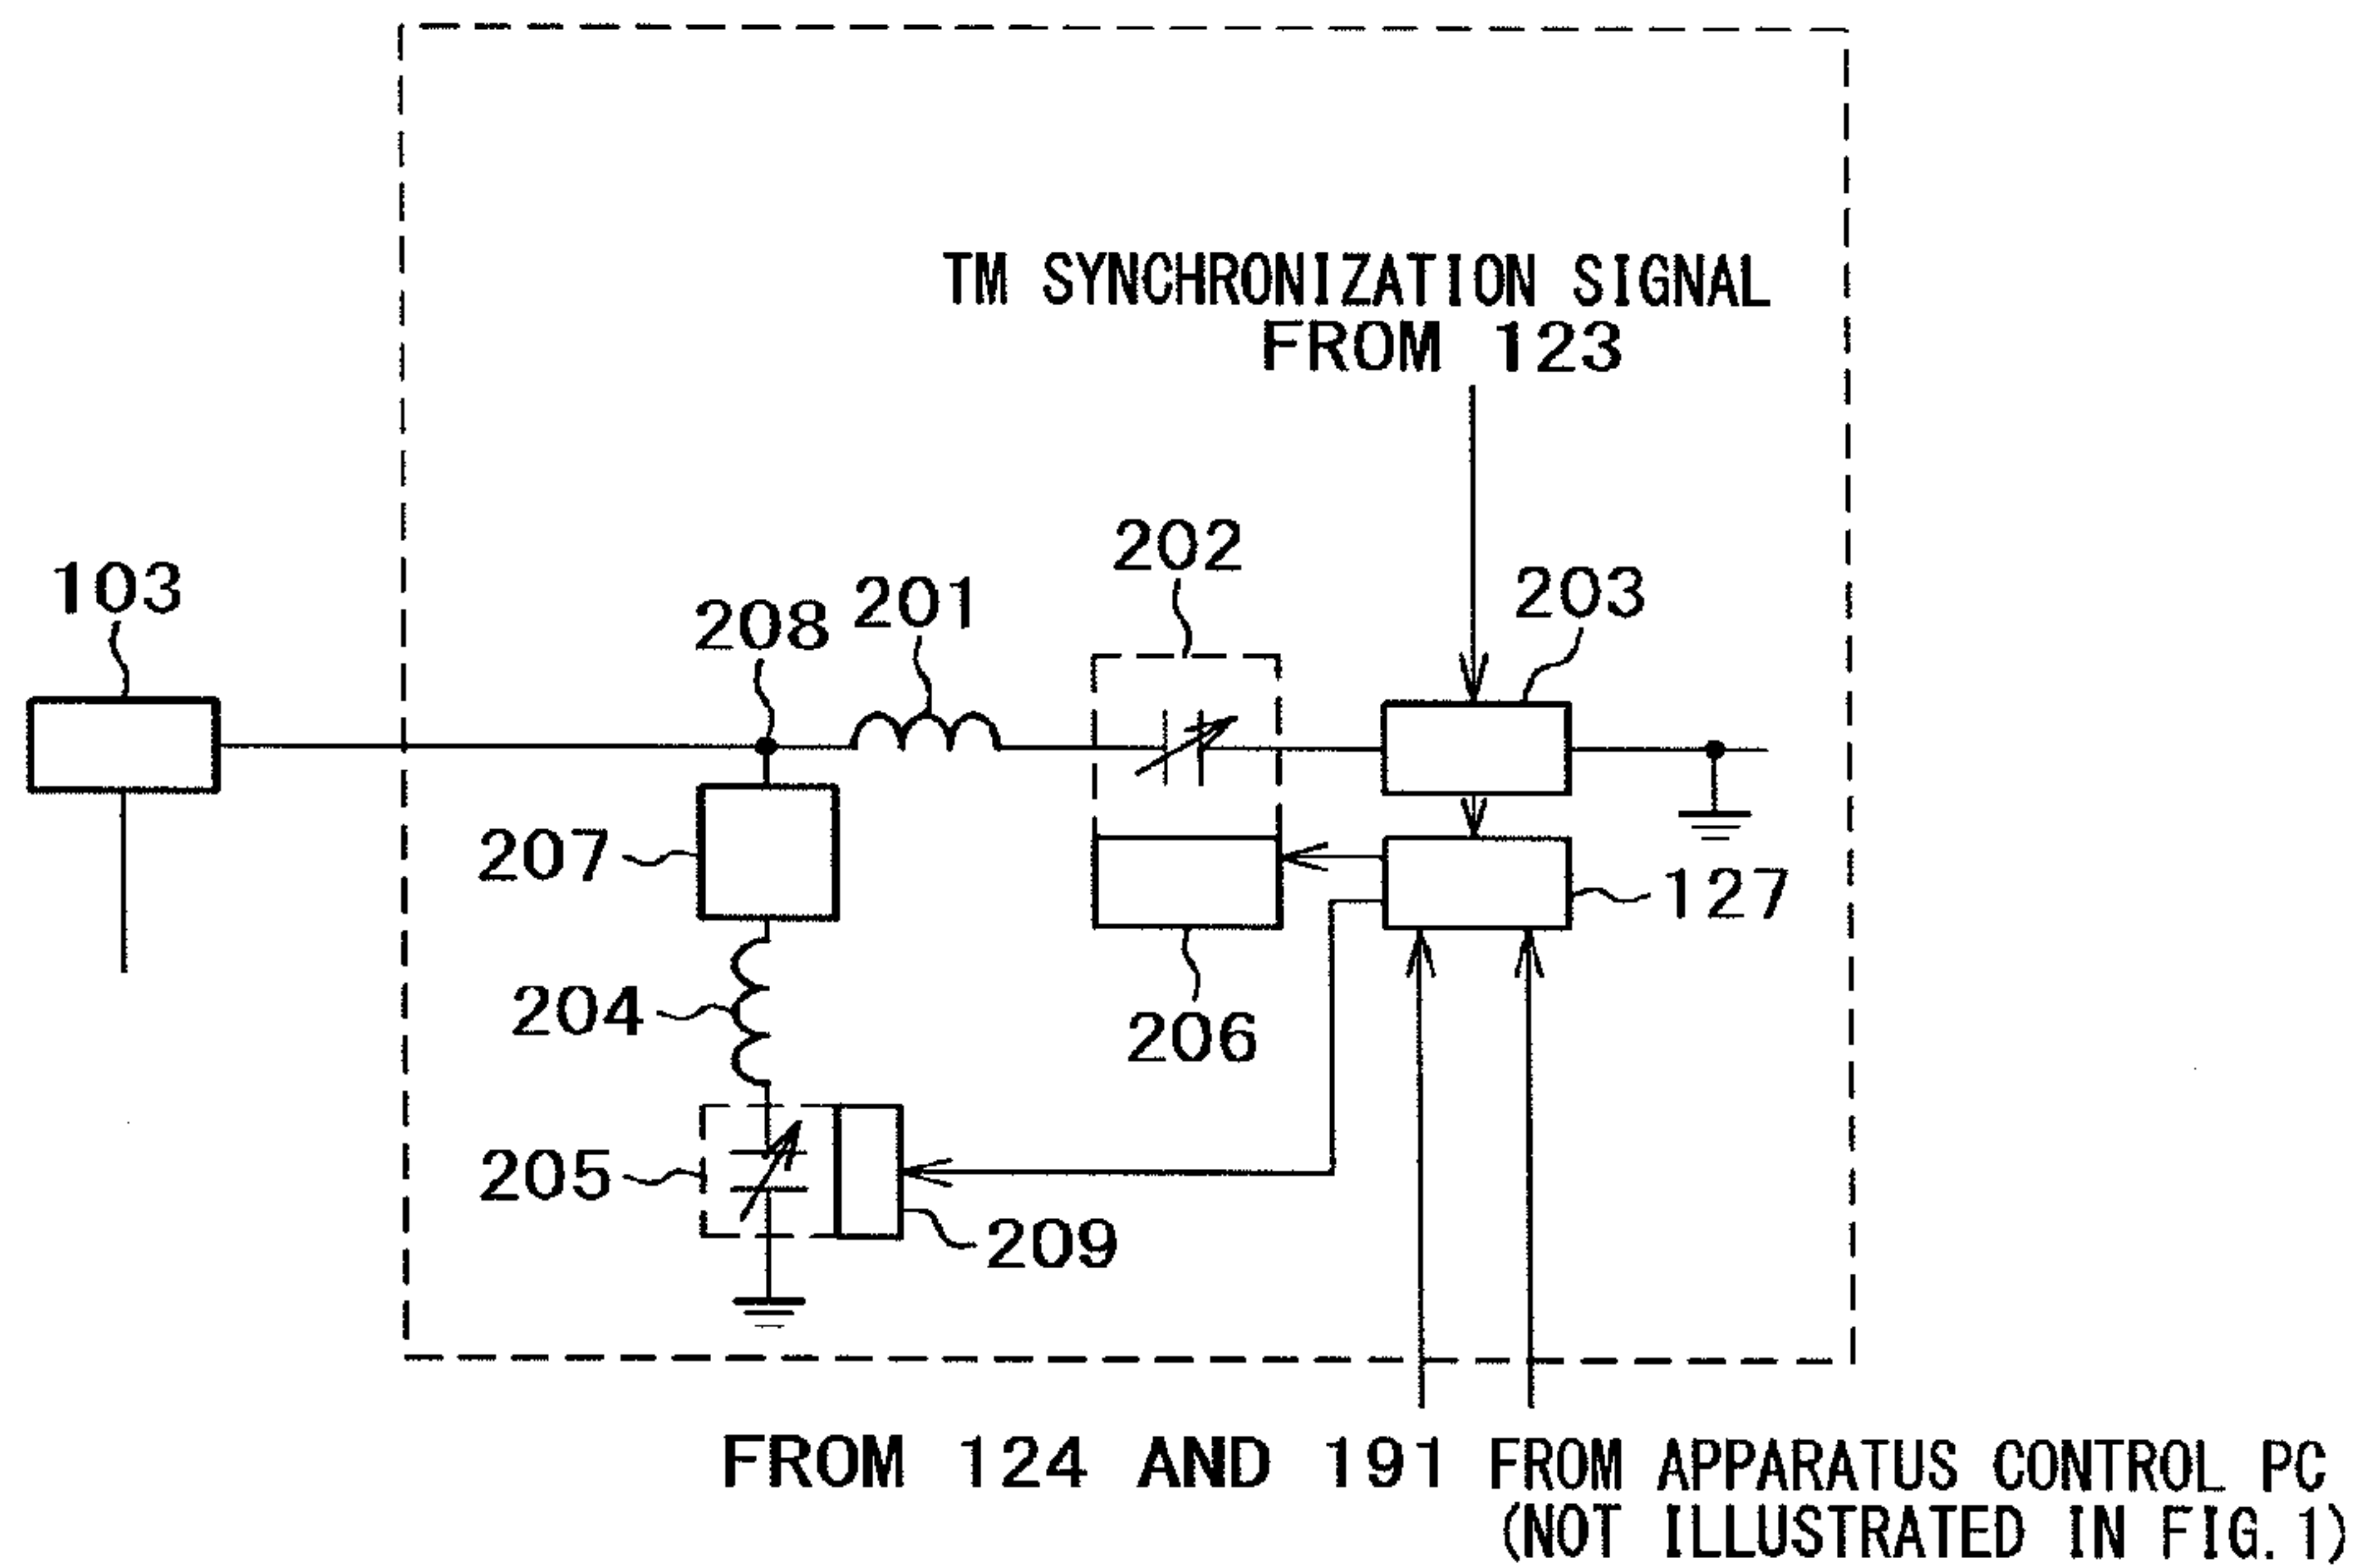 TM SYNCHRONIZATION SIGNAL
FROM 123
202
103
203
201
208
207
127
204
206
205
209
FROM 124 AND 191
FROM APPARATUS CONTROL PC
(NOT ILLUSTRATED IN FIG.1)